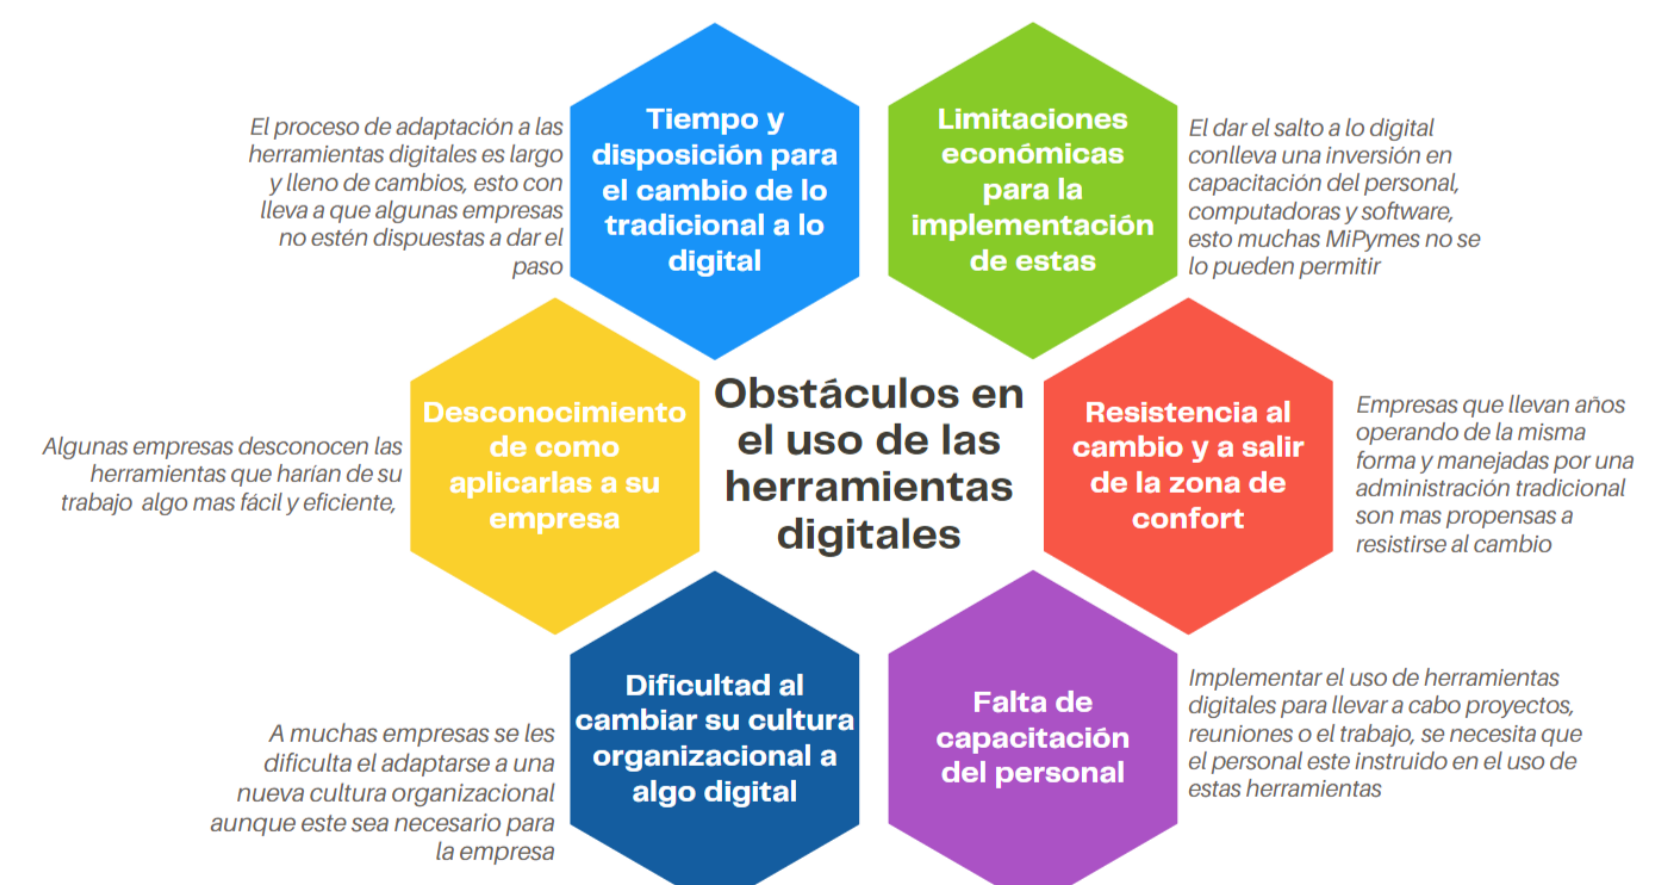 El proceso de adaptación a las
herramientas digitales es largo
y lleno de cambios, esto con
lleva a que algunas empresas
no estén dispuestas a dar el
paso
Tiempo y
disposición para
el cambio de lo
tradicional a lo
digital
Limitaciones
económicas
para la
implementación
de estas
El dar el salto a lo digital
conlleva una inversión en
capacitación del personal,
computadoras y software,
esto muchas MiPymes no se
lo pueden permitir
Algunas empresas desconocen las
herramientas que harían de su
trabajo algo mas fácil y eficiente,
Desconocimiento
de como
aplicarlas a su
empresa
Obstáculos en
el uso de las
herramientas
digitales
Resistencia al
cambio y a salir
de la zona de
confort
Empresas que llevan años
operando de la misma
forma y manejadas por una
administración tradicional
son mas propensas a
resistirse al cambio
A muchas empresas se les
dificulta el adaptarse a una
nueva cultura organizacional
aunque este sea necesario para
la empresa
Dificultad al
cambiar su cultura
organizacional a
algo digital
Falta de
capacitación
del personal
Implementar el uso de herramientas
digitales para llevar a cabo proyectos,
reuniones o el trabajo, se necesita que
el personal este instruido en el uso de
estas herramientas